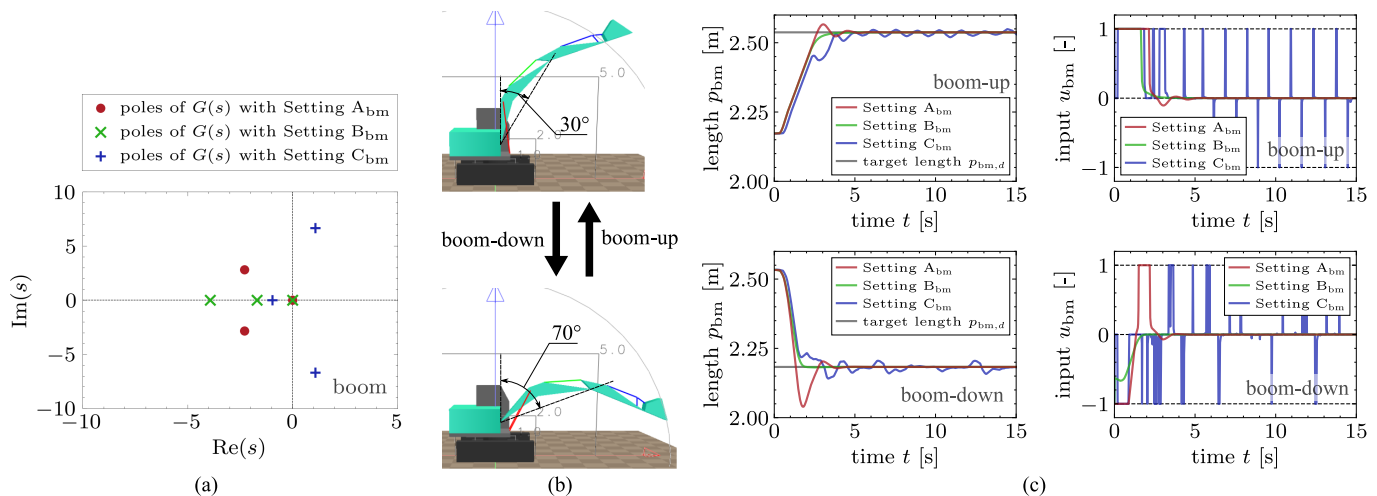 poles of G(s) with Setting A_bm
poles of G(s) with Setting B_bm
poles of G(s) with Setting C_bm
10
5
0
−5
−10
Im(s)
boom
−10
−5
0
5
Re(s)
(a)
5.0
30°
2.0
boom-down
boom-up
70°
5.0
2.0
(b)
length p_bm [m]
2.50
2.25
2.00
boom-up
Setting A_bm
Setting B_bm
Setting C_bm
target length p_bm,d
0
5
10
15
time t [s]
input u_bm [-]
1
0
−1
Setting A_bm
Setting B_bm
Setting C_bm
boom-up
0
5
10
15
time t [s]
length p_bm [m]
2.50
2.25
2.00
Setting A_bm
Setting B_bm
Setting C_bm
target length p_bm,d
boom-down
0
5
10
15
time t [s]
input u_bm [-]
1
0
−1
Setting A_bm
Setting B_bm
Setting C_bm
boom-down
0
5
10
15
time t [s]
(c)